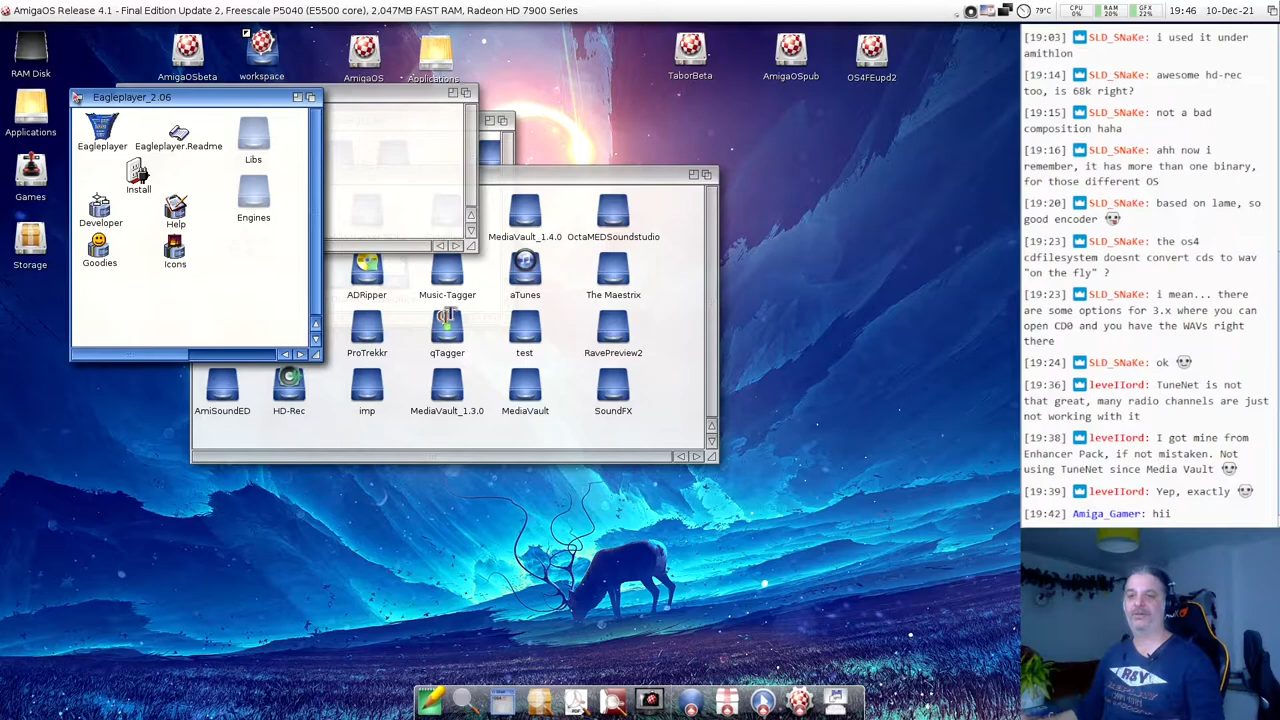 AmigaOS Release 4.1 - Final Edition Update 2, Freescale P5040 (E5500 core), 2,047MB FAST RAM, Radeon HD 7900 Series
79°C
CPU
0%
RAM
20%
GFX
22%
19:46
10-Dec-21
RAM Disk
AmigaOSbeta
workspace
AmigaOS
Applications
TaborBeta
AmigaOSpub
OS4FEupd2
Applications
Games
Storage
Eagleplayer_2.06
Eagleplayer
Eagleplayer.Readme
Libs
Install
Engines
Developer
Help
Goodies
Icons
MediaVault_1.4.0
OctaMEDSoundstudio
ADRipper
Music-Tagger
aTunes
The Maestrix
ProTrekkr
qTagger
test
RavePreview2
AmiSoundED
HD-Rec
imp
MediaVault_1.3.0
MediaVault
SoundFX
[19:03] SLD_SNaKe: i used it under
amithlon
[19:14] SLD_SNaKe: awesome hd-rec
too, is 68k right?
[19:15] SLD_SNaKe: not a bad
composition haha
[19:16] SLD_SNaKe: ahh now i
remember, it has more than one binary,
for those different OS
[19:20] SLD_SNaKe: based on lame, so
good encoder
[19:23] SLD_SNaKe: the os4
cdfilesystem doesnt convert cds to wav
"on the fly" ?
[19:23] SLD_SNaKe: i mean... there
are some options for 3.x where you can
open CD0 and you have the WAVs right
there
[19:24] SLD_SNaKe: ok
[19:36] leveIIord: TuneNet is not
that great, many radio channels are just
not working with it
[19:38] leveIIord: I got mine from
Enhancer Pack, if not mistaken. Not
using TuneNet since Media Vault
[19:39] leveIIord: Yep, exactly
[19:42] Amiga_Gamer: hii